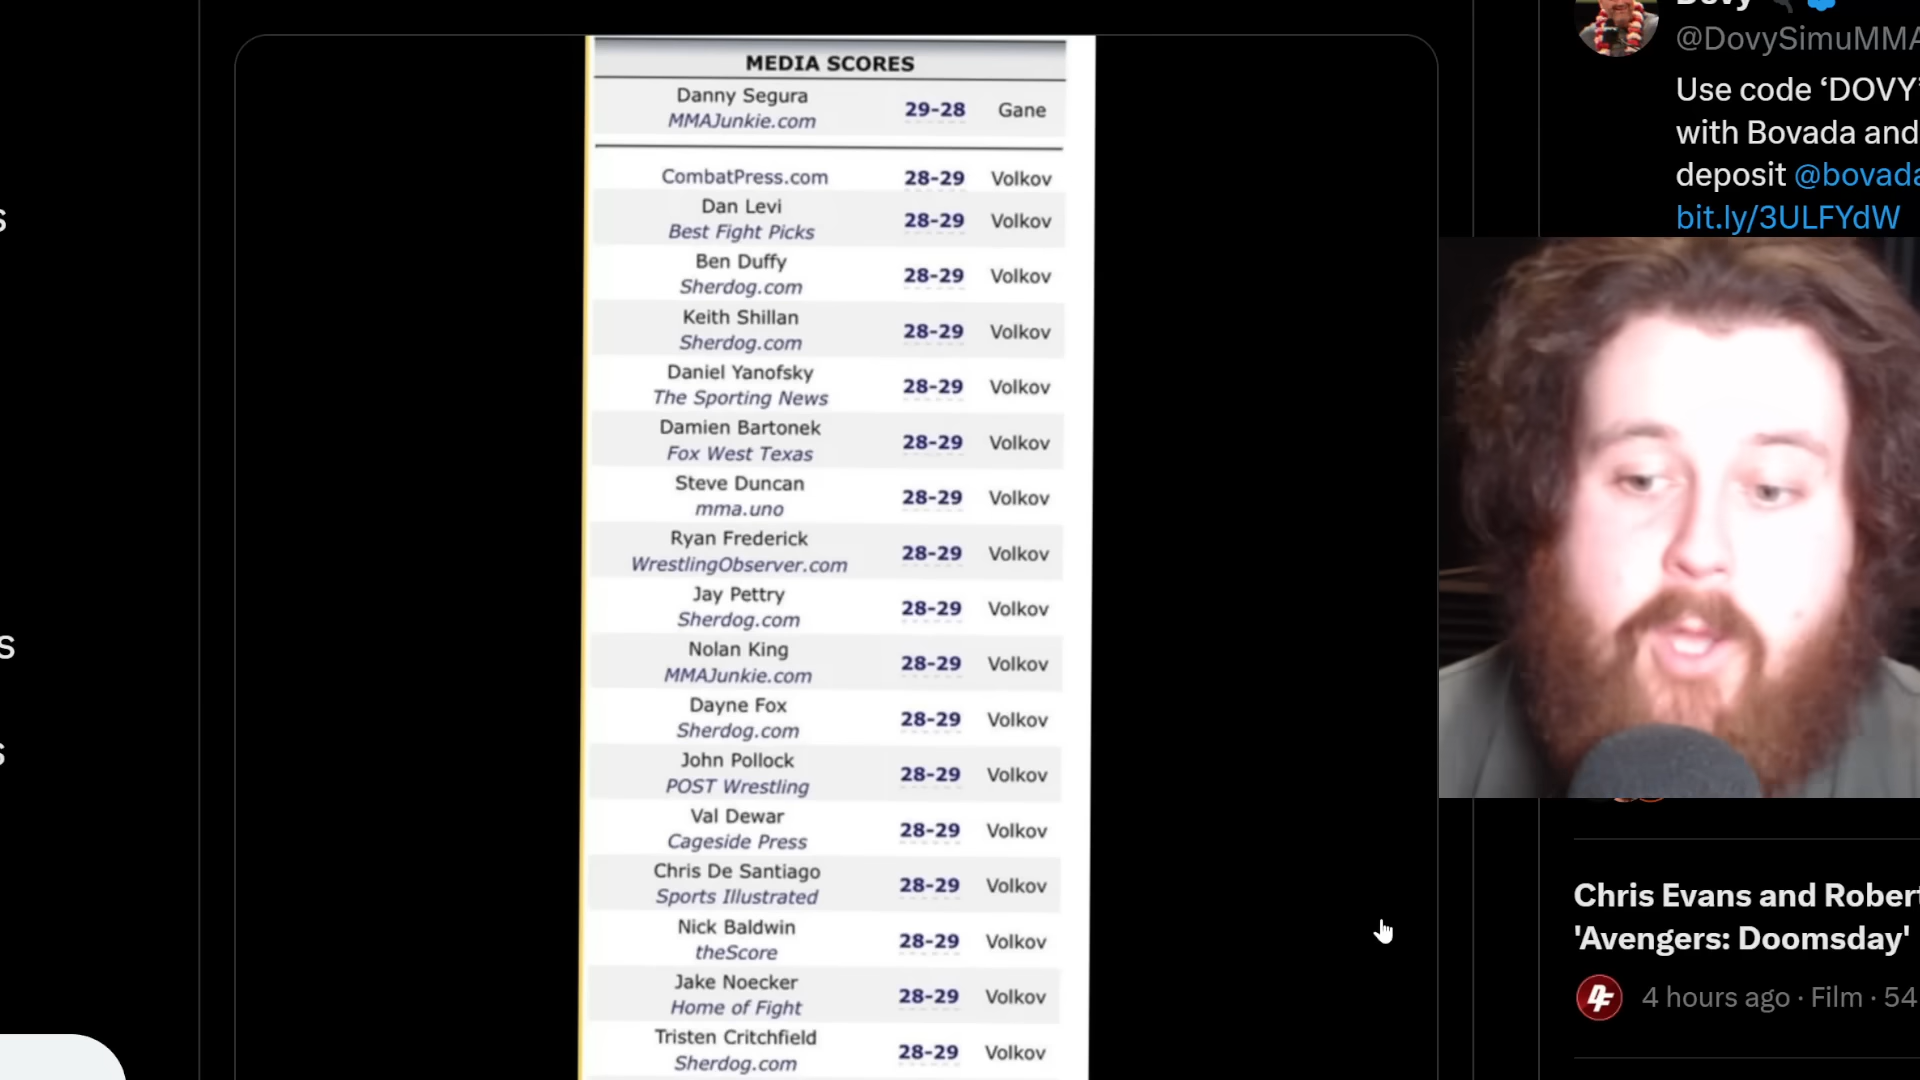 MEDIA SCORES
Danny Segura
MMAJunkie.com
29-28 Gane
CombatPress.com 28-29 Volkov
Dan Levi
Best Fight Picks
28-29 Volkov
Ben Duffy
Sherdog.com
28-29 Volkov
Keith Shillan
Sherdog.com
28-29 Volkov
Daniel Yanofsky
The Sporting News
28-29 Volkov
Damien Bartonek
Fox West Texas
28-29 Volkov
Steve Duncan
mma.uno
28-29 Volkov
Ryan Frederick
WrestlingObserver.com
28-29 Volkov
Jay Pettry
Sherdog.com
28-29 Volkov
Nolan King
MMAJunkie.com
28-29 Volkov
Dayne Fox
Sherdog.com
28-29 Volkov
John Pollock
POST Wrestling
28-29 Volkov
Val Dewar
Cageside Press
28-29 Volkov
Chris De Santiago
Sports Illustrated
28-29 Volkov
Nick Baldwin
theScore
28-29 Volkov
Jake Noecker
Home of Fight
28-29 Volkov
Tristen Critchfield
Sherdog.com
28-29 Volkov
Dovy
@DovySimuMMA
Use code ‘DOVY’
with Bovada and
deposit @bovada
bit.ly/3ULFYdW
Chris Evans and Robert
'Avengers: Doomsday'
4 hours ago · Film · 54